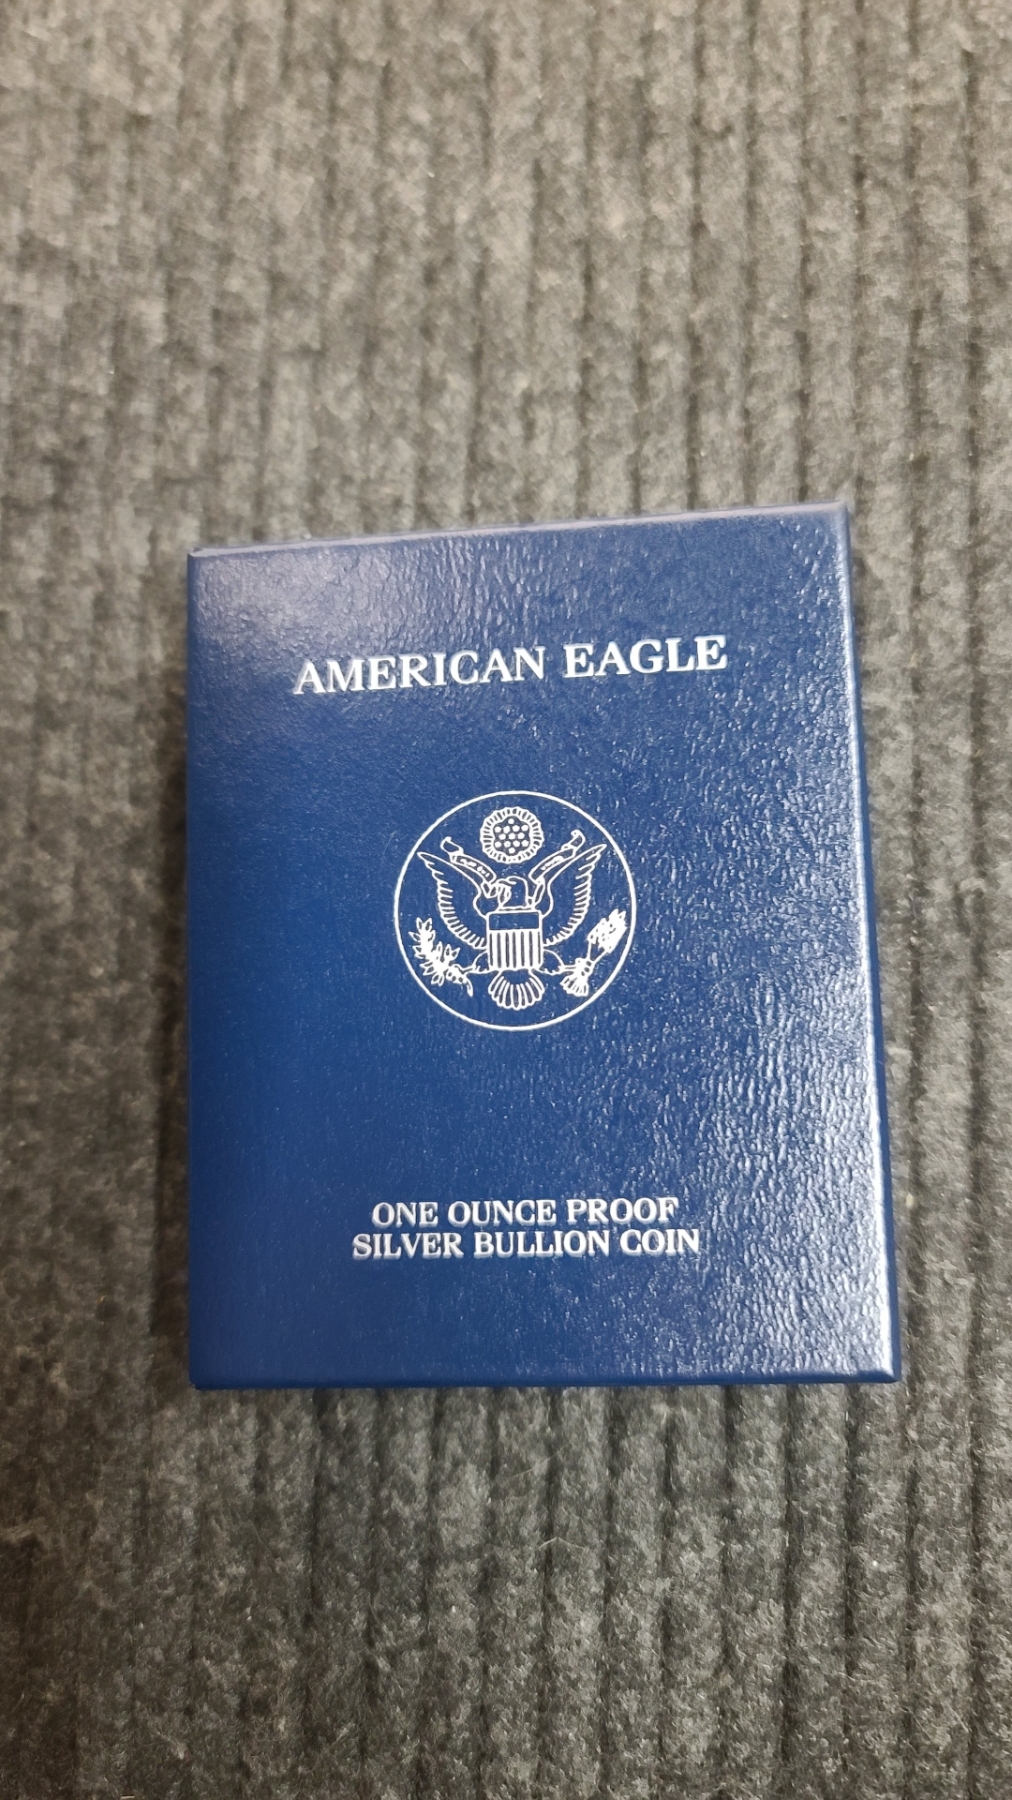 AMERICAN EAGLE
ONE OUNCE PROOF
SILVER BULLION COIN